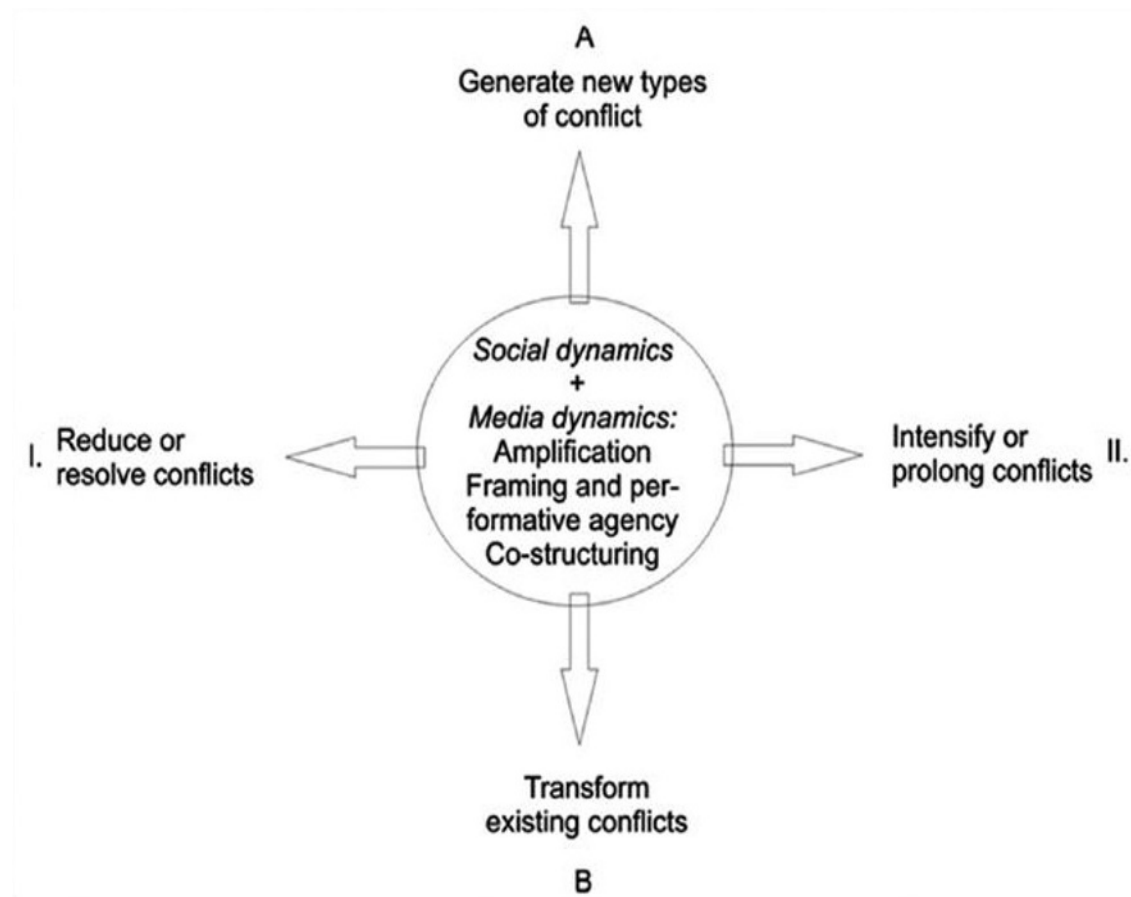 A
Generate new types
of conflict
Social dynamics
+
Media dynamics:
Amplification
Framing and per-
formative agency
Co-structuring
I. Reduce or
resolve conflicts
Intensify or
prolong conflicts II.
Transform
existing conflicts
B